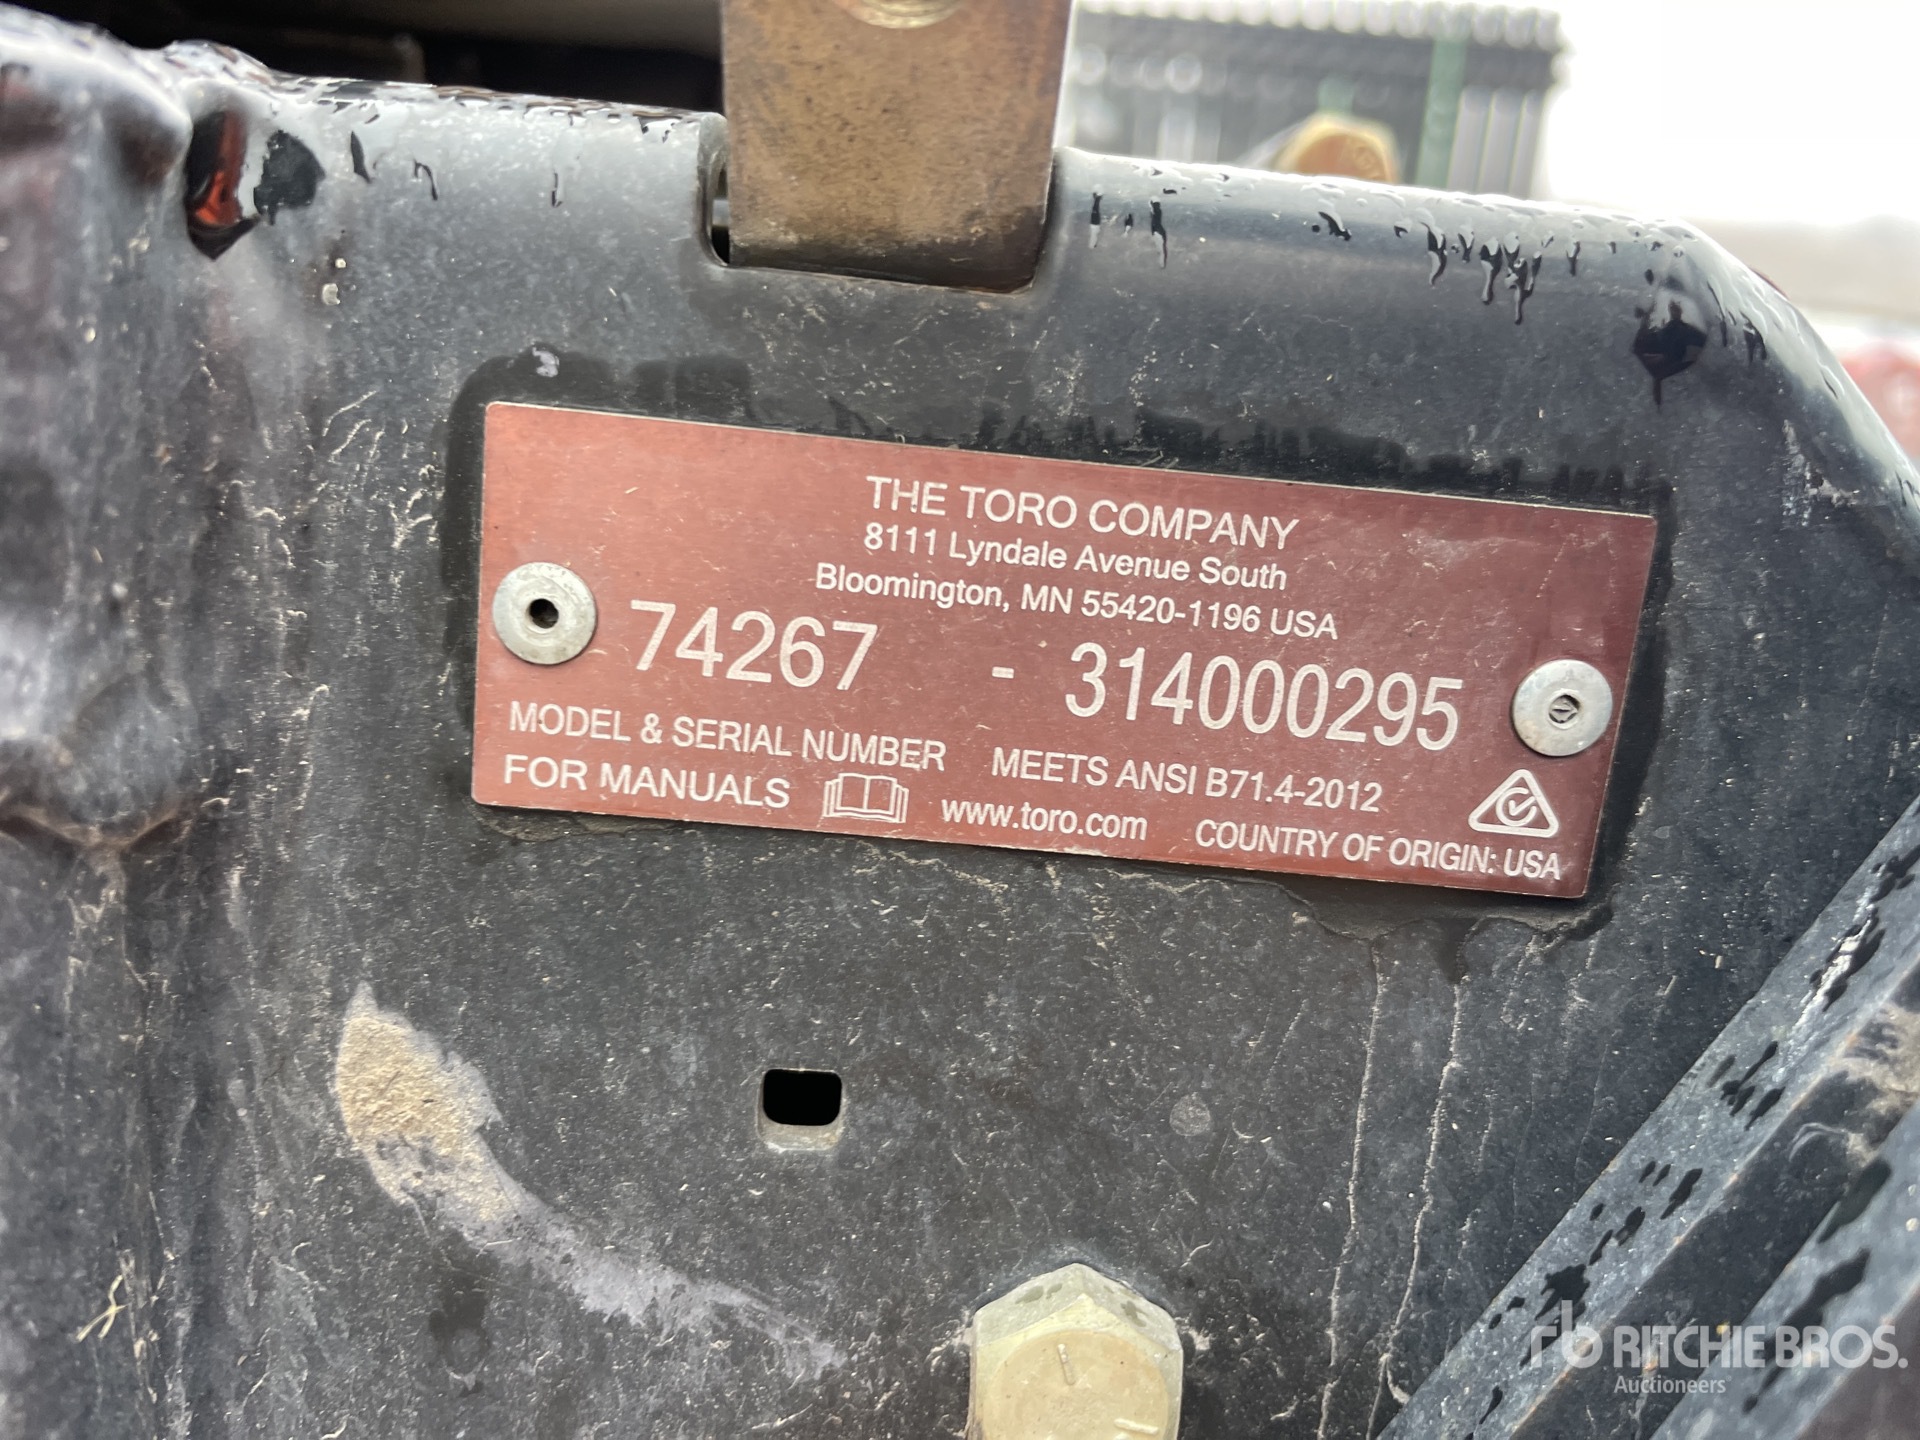 THE TORO COMPANY
8111 Lyndale Avenue South
Bloomington, MN 55420-1196 USA
74267 - 314000295
MODEL & SERIAL NUMBER
FOR MANUALS
MEETS ANSI B71.4-2012
www.toro.com
COUNTRY OF ORIGIN: USA
rb RITCHIE BROS.
Auctioneers